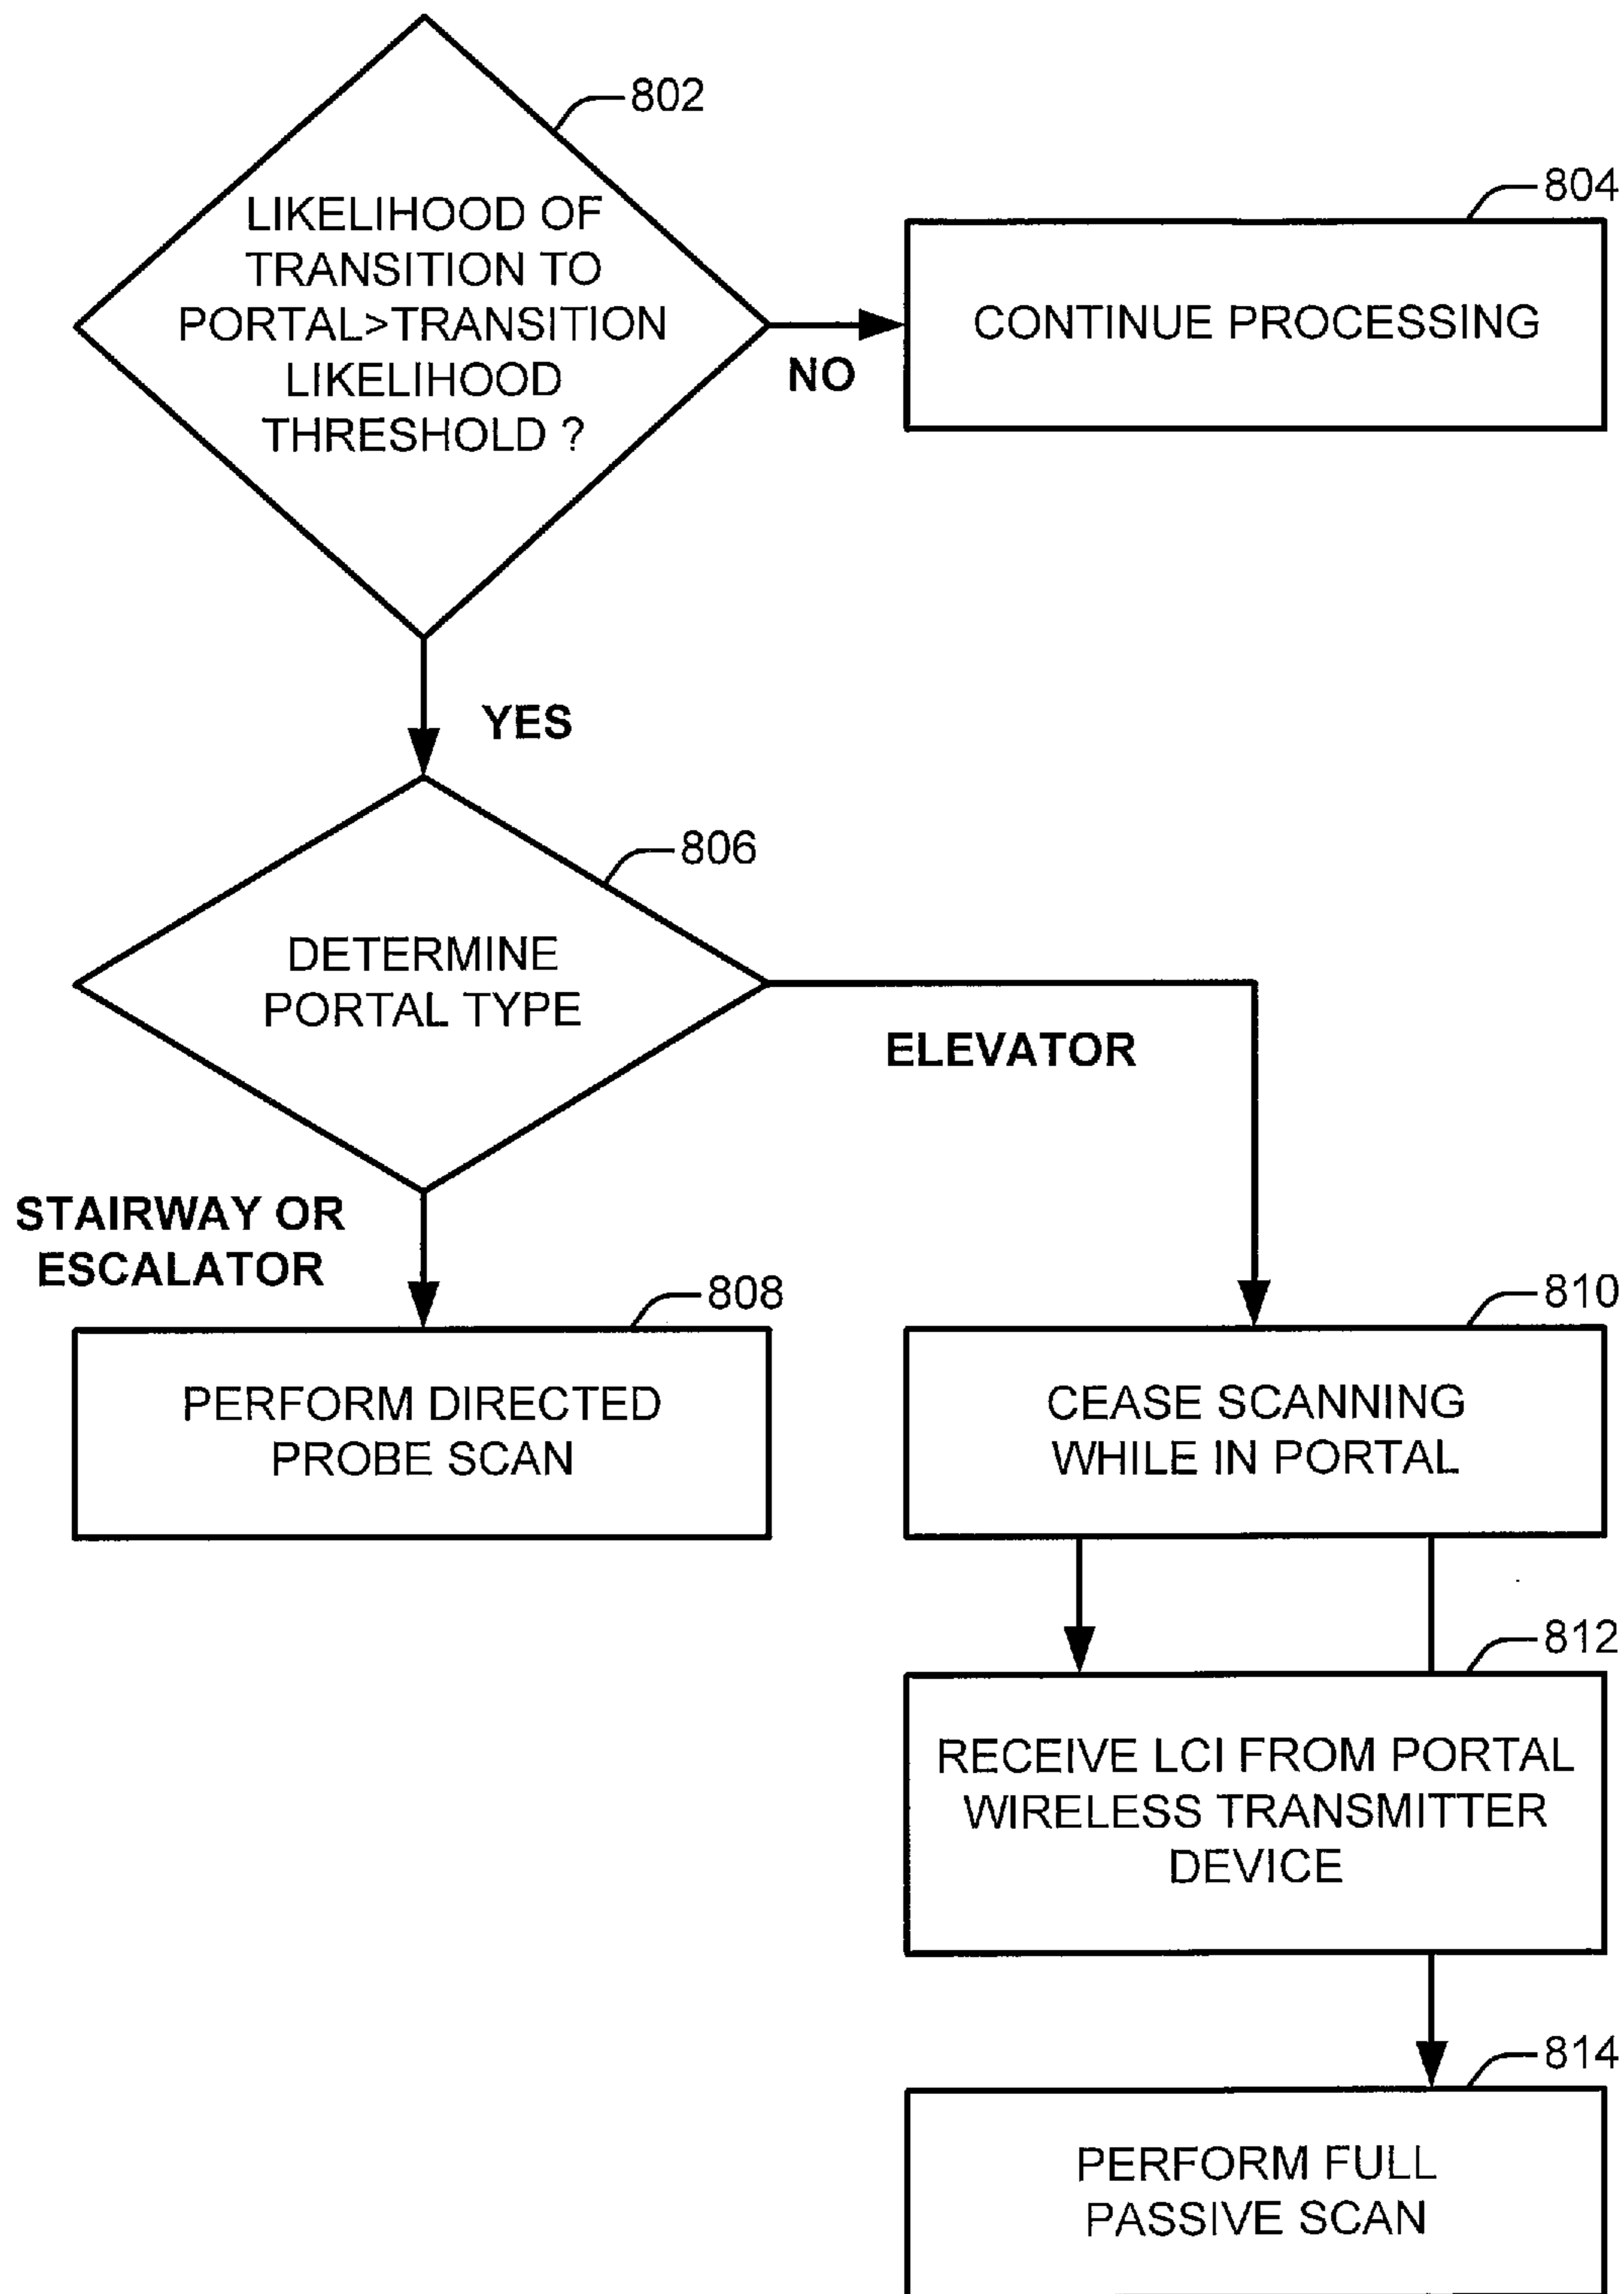 802
LIKELIHOOD OF
TRANSITION TO
PORTAL>TRANSITION
LIKELIHOOD
THRESHOLD ?
NO
804
CONTINUE PROCESSING
YES
806
DETERMINE
PORTAL TYPE
ELEVATOR
STAIRWAY OR
ESCALATOR
808
PERFORM DIRECTED
PROBE SCAN
810
CEASE SCANNING
WHILE IN PORTAL
812
RECEIVE LCI FROM PORTAL
WIRELESS TRANSMITTER
DEVICE
814
PERFORM FULL
PASSIVE SCAN